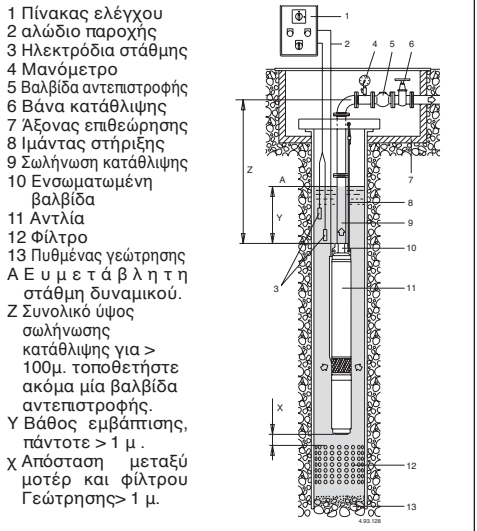 1 Πίνακας ελέγχου
2 αλώδιο παροχής
3 Ηλεκτρόδια στάθμης
4 Μανόμετρο
5 Βαλβίδα αντεπιστροφής
6 Βάνα κατάθλιψης
7 Άξονας επιθεώρησης
8 Ιμάντας στήριξης
9 Σωλήνωση κατάθλιψης
10 Ενσωματωμένη
βαλβίδα
11 Αντλία
12 Φίλτρο
13 Πυθμένας γεώτρησης
Α Ε υ μ ε τ ά β λ η τ η
στάθμη δυναμικού.
Ζ Συνολικό ύψος
σωλήνωσης
κατάθλιψης για >
100μ. τοποθετήστε
ακόμα μία βαλβίδα
αντεπιστροφής.
Υ Βάθος εμβάπτισης,
πάντοτε > 1 μ .
χ Απόσταση μεταξύ
μοτέρ και φίλτρου
Γεώτρησης> 1 μ.
1
2
4
5
6
Z
A
7
8
Y
9
10
3
11
X
12
13
4.93.128